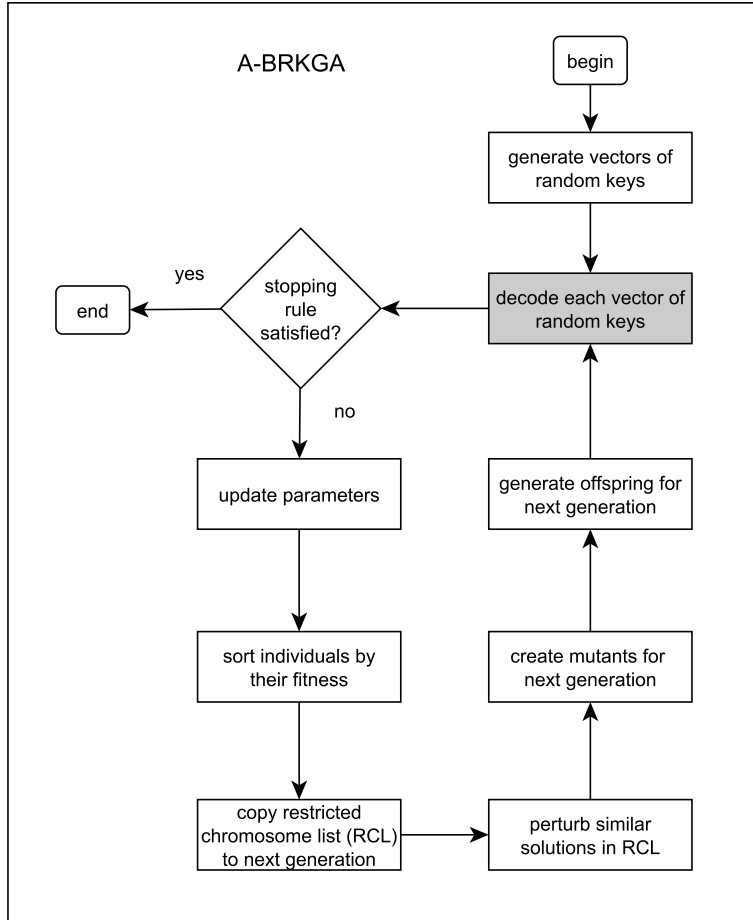 A-BRKGA
begin
generate vectors of
random keys
decode each vector of
random keys
stopping
rule
satisfied?
yes
end
no
update parameters
sort individuals by
their fitness
copy restricted
chromosome list (RCL)
to next generation
perturb similar
solutions in RCL
create mutants for
next generation
generate offspring for
next generation